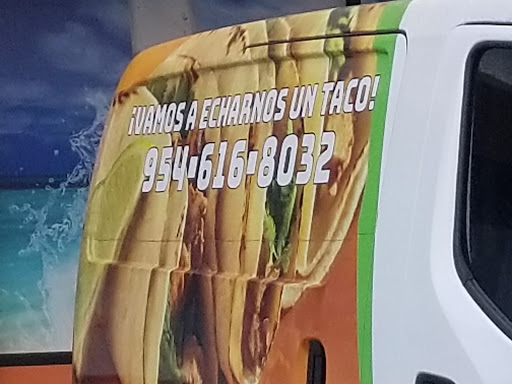 ¡VAMOS A ECHARNOS UN TACO!
954-616-8032